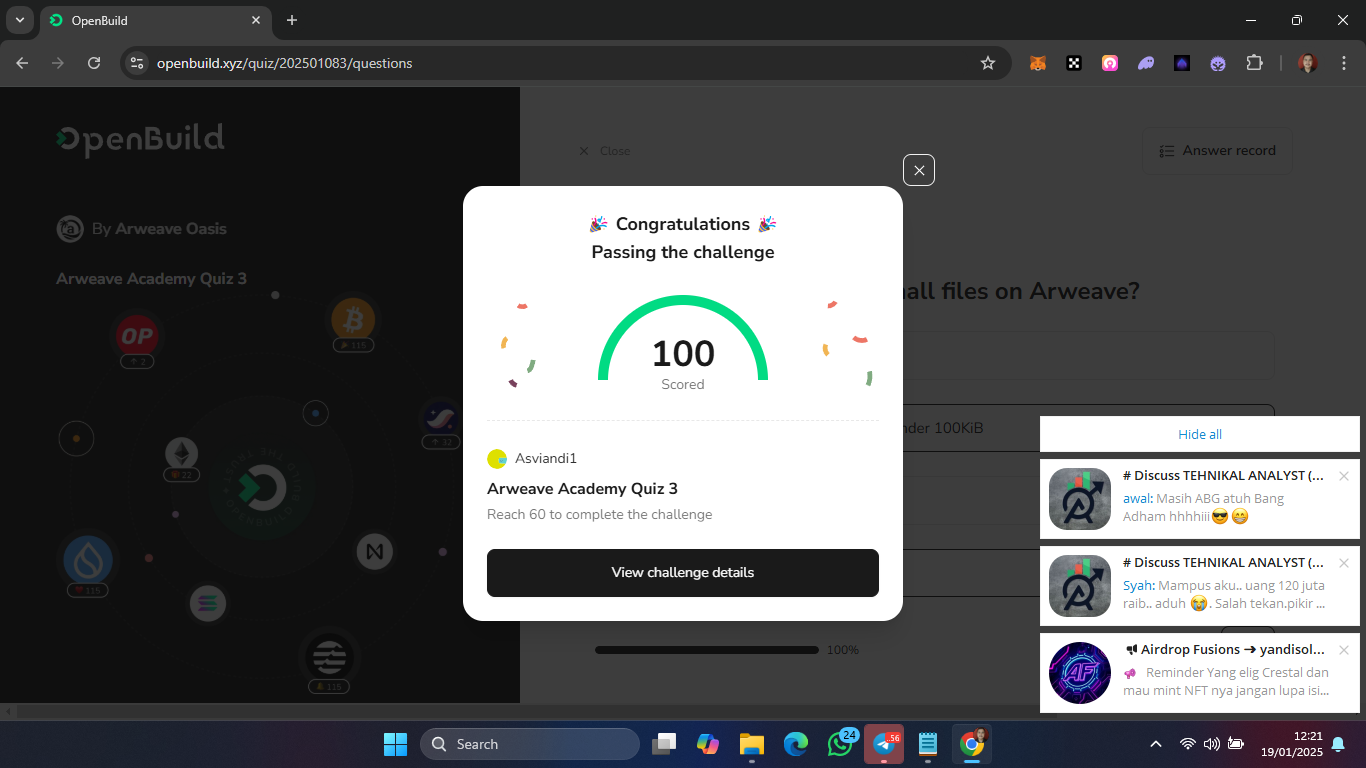 OpenBuild
openbuild.xyz/quiz/202501083/questions
OpenBuild
By Arweave Oasis
Arweave Academy Quiz 3
OP
2
115
32
22
115
115
Close
Answer record
all files on Arweave?
nder 100KiB
100%
🎉 Congratulations 🎉
Passing the challenge
100
Scored
Asviandi1
Arweave Academy Quiz 3
Reach 60 to complete the challenge
View challenge details
Hide all
# Discuss TEHNIKAL ANALYST (...
awal: Masih ABG atuh Bang
Adham hhhhiii😎😁
# Discuss TEHNIKAL ANALYST (...
Syah: Mampus aku.. uang 120 juta
raib.. aduh 😭. Salah tekan.pikir ...
Airdrop Fusions ➔ yandisol...
AF
Reminder Yang elig Crestal dan
mau mint NFT nya jangan lupa isi...
Search
24
56
12:21
19/01/2025